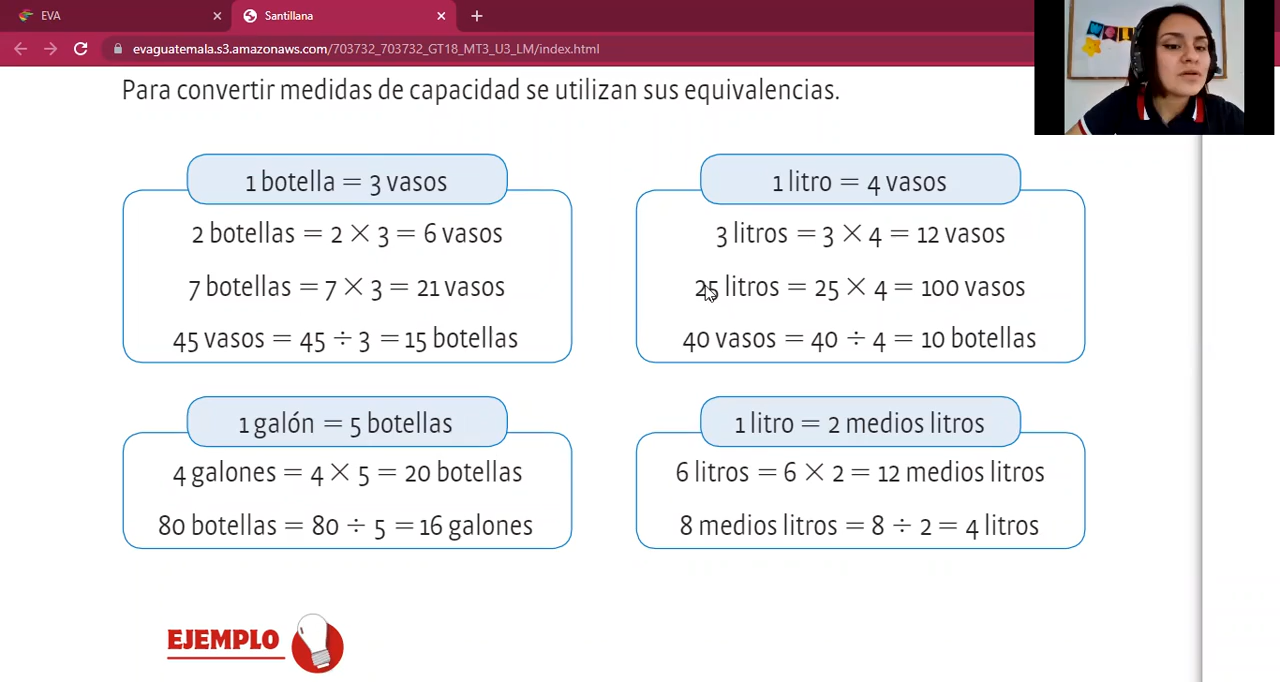 EVA
Santillana
evaguatemala.s3.amazonaws.com/703732_703732_GT18_MT3_U3_LM/index.html
Para convertir medidas de capacidad se utilizan sus equivalencias.
1 botella = 3 vasos
2 botellas = 2 × 3 = 6 vasos
7 botellas = 7 × 3 = 21 vasos
45 vasos = 45 ÷ 3 = 15 botellas
1 litro = 4 vasos
3 litros = 3 × 4 = 12 vasos
25 litros = 25 × 4 = 100 vasos
40 vasos = 40 ÷ 4 = 10 botellas
1 galón = 5 botellas
4 galones = 4 × 5 = 20 botellas
80 botellas = 80 ÷ 5 = 16 galones
1 litro = 2 medios litros
6 litros = 6 × 2 = 12 medios litros
8 medios litros = 8 ÷ 2 = 4 litros
EJEMPLO